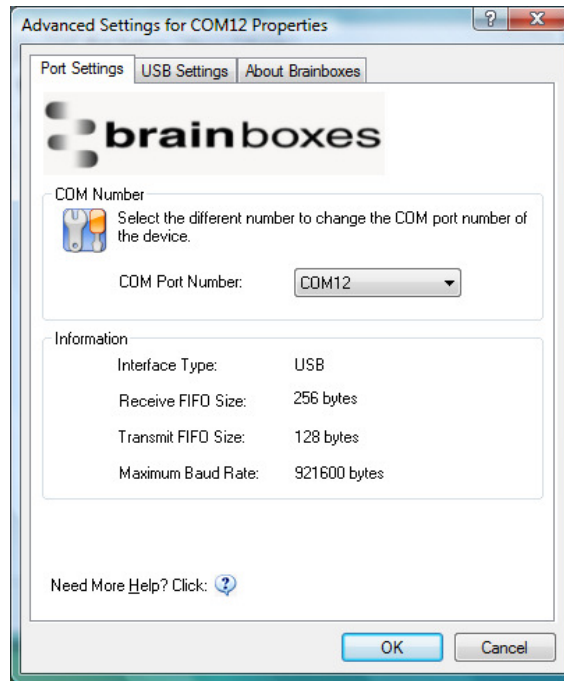 Advanced Settings for COM12 Properties
Port Settings USB Settings About Brainboxes
brainboxes
COM Number
Select the different number to change the COM port number of
the device.
COM Port Number: COM12
Information
Interface Type: USB
Receive FIFO Size: 256 bytes
Transmit FIFO Size: 128 bytes
Maximum Baud Rate: 921600 bytes
Need More Help? Click:
OK Cancel